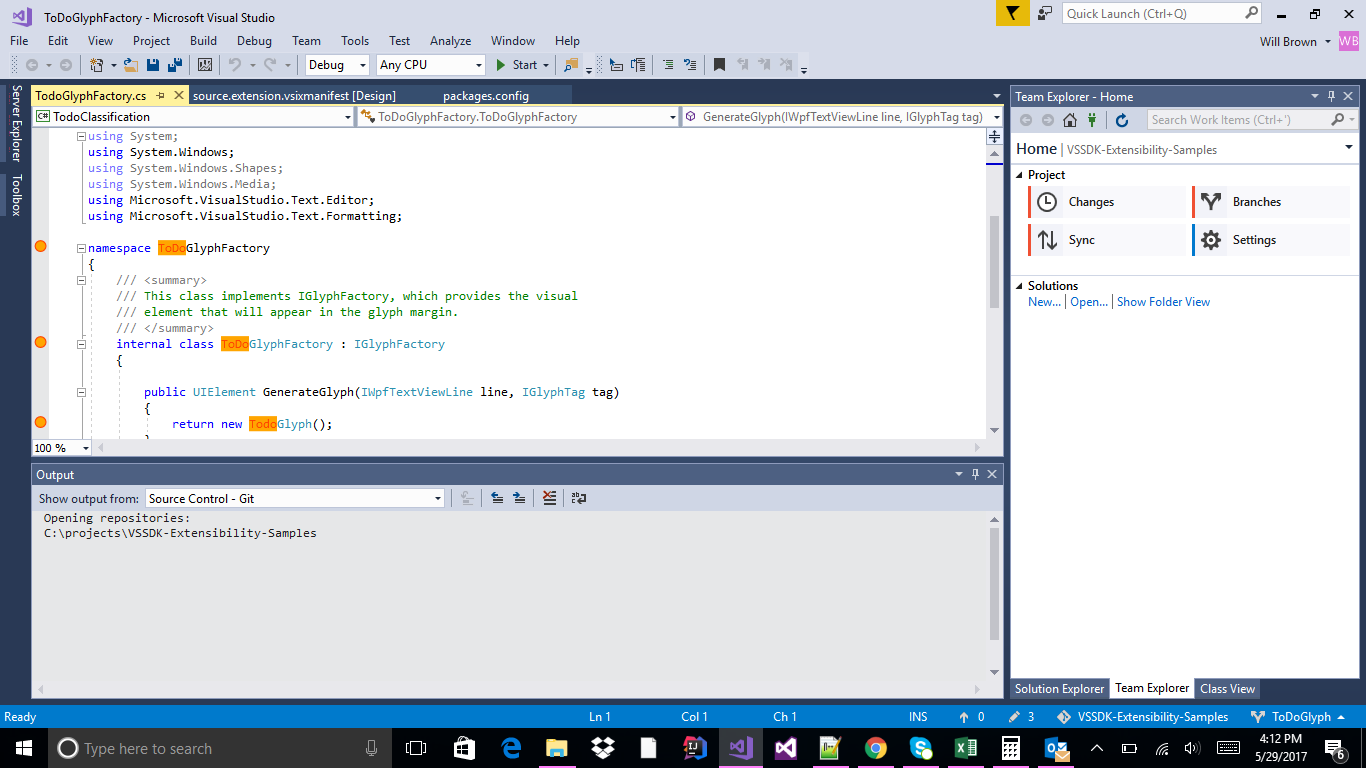 ToDoGlyphFactory - Microsoft Visual Studio
Quick Launch (Ctrl+Q)
File Edit View Project Build Debug Team Tools Test Analyze Window Help
Will Brown WB
Debug Any CPU Start
Server Explorer
Toolbox
TodoGlyphFactory.cs source.extension.vsixmanifest [Design] packages.config
C# TodoClassification ToDoGlyphFactory.ToDoGlyphFactory GenerateGlyph(IWpfTextViewLine line, IGlyphTag tag)
using System;
using System.Windows;
using System.Windows.Shapes;
using System.Windows.Media;
using Microsoft.VisualStudio.Text.Editor;
using Microsoft.VisualStudio.Text.Formatting;
namespace ToDoGlyphFactory
{
/// <summary>
/// This class implements IGlyphFactory, which provides the visual
/// element that will appear in the glyph margin.
/// </summary>
internal class ToDoGlyphFactory : IGlyphFactory
{
public UIElement GenerateGlyph(IWpfTextViewLine line, IGlyphTag tag)
{
return new TodoGlyph();
100 %
Output
Show output from: Source Control - Git
Opening repositories:
C:\projects\VSSDK-Extensibility-Samples
Team Explorer - Home
Search Work Items (Ctrl+')
Home | VSSDK-Extensibility-Samples
Project
Changes Branches
Sync Settings
Solutions
New... | Open... | Show Folder View
Solution Explorer Team Explorer Class View
Ready Ln 1 Col 1 Ch 1 INS 0 3 VSSDK-Extensibility-Samples ToDoGlyph
Type here to search
4:12 PM
5/29/2017
6